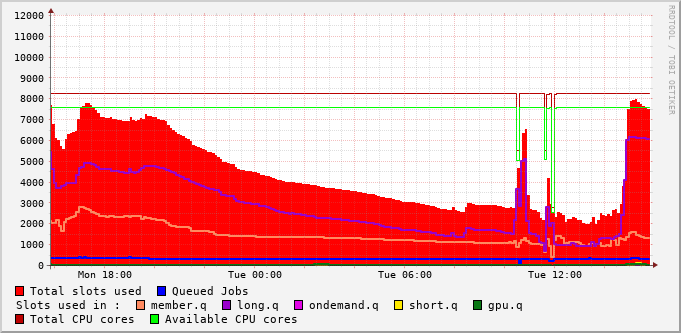 12000
11000
10000
9000
8000
7000
6000
5000
4000
3000
2000
1000
0
Mon 18:00 Tue 00:00 Tue 06:00 Tue 12:00
RRDTOOL / TOBI OETIKER
Total slots used Queued Jobs
Slots used in : member.q long.q ondemand.q short.q gpu.q
Total CPU cores Available CPU cores